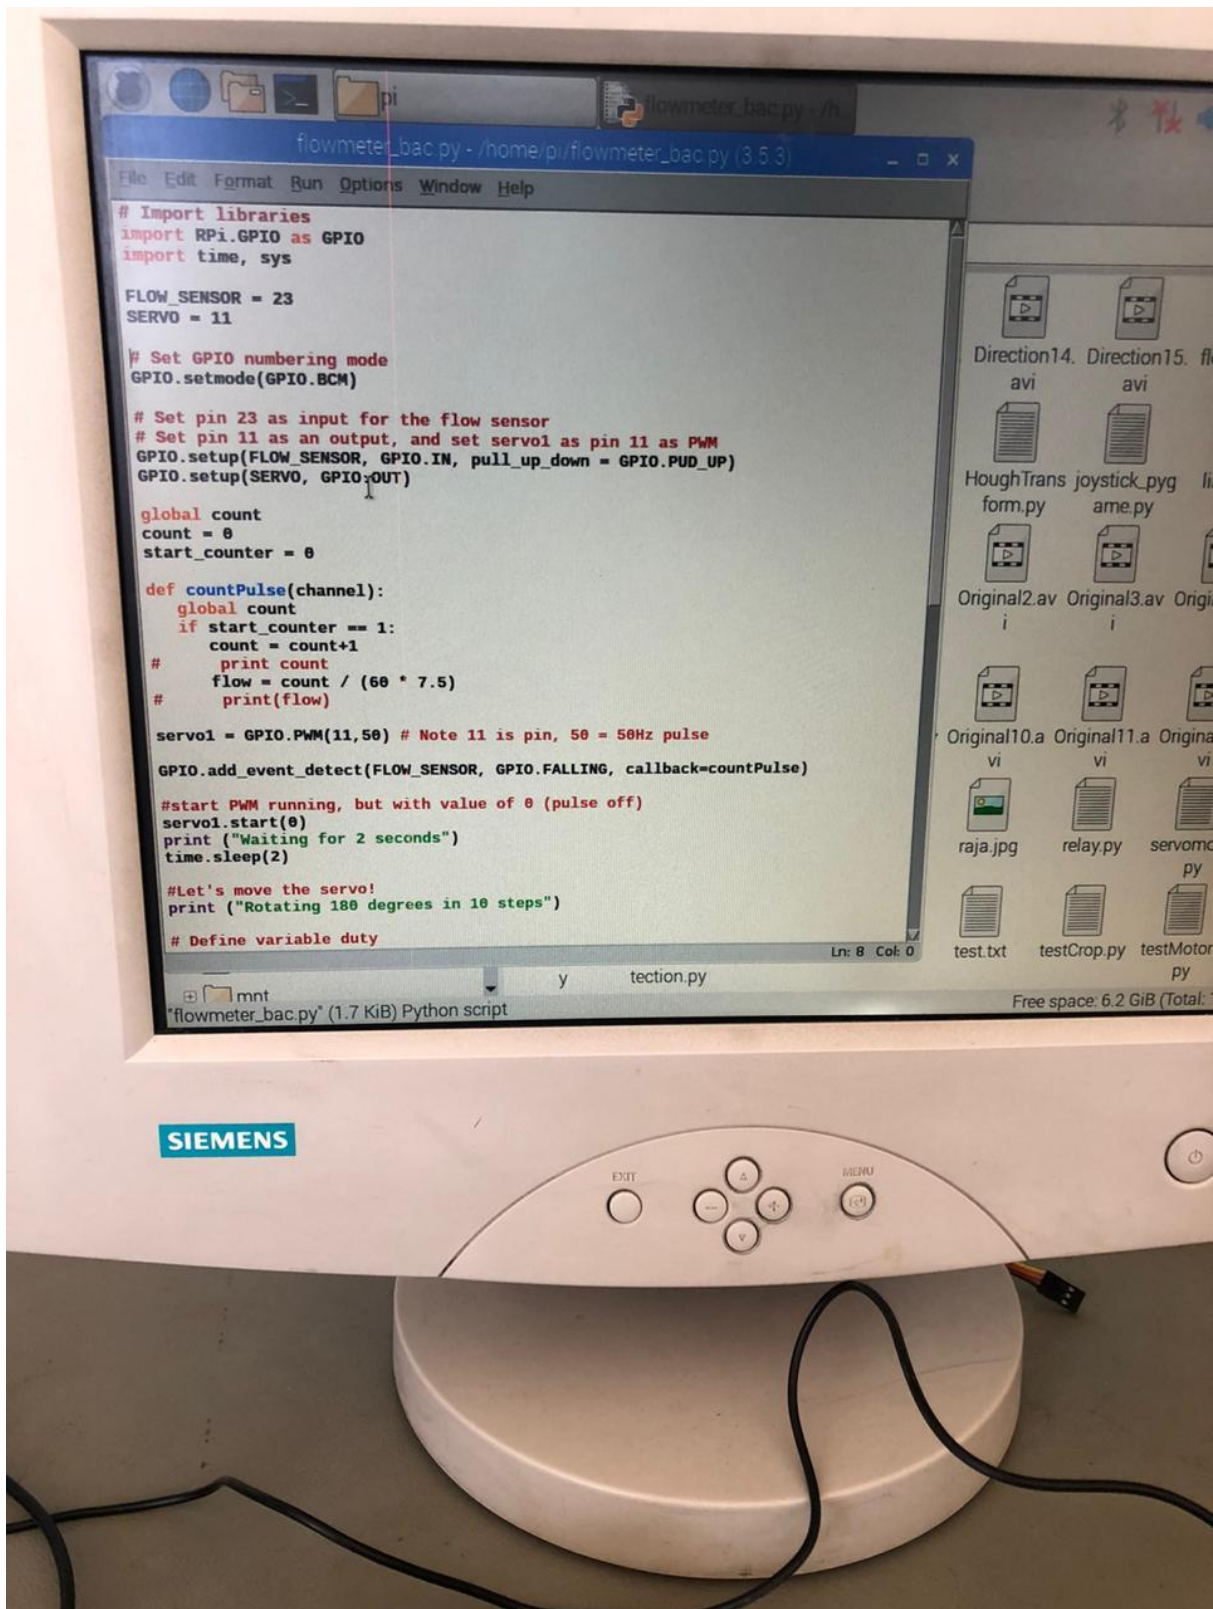 pi
flowmeter_bac.py - /h
flowmeter_bac.py - /home/pi/flowmeter_bac.py (3.5.3)
File Edit Format Run Options Window Help
# Import libraries
import RPi.GPIO as GPIO
import time, sys
FLOW_SENSOR = 23
SERVO = 11
# Set GPIO numbering mode
GPIO.setmode(GPIO.BCM)
# Set pin 23 as input for the flow sensor
# Set pin 11 as an output, and set servo1 as pin 11 as PWM
GPIO.setup(FLOW_SENSOR, GPIO.IN, pull_up_down = GPIO.PUD_UP)
GPIO.setup(SERVO, GPIO.OUT)
global count
count = 0
start_counter = 0
def countPulse(channel):
global count
if start_counter == 1:
count = count+1
# print count
flow = count / (60 * 7.5)
# print(flow)
servo1 = GPIO.PWM(11,50) # Note 11 is pin, 50 = 50Hz pulse
GPIO.add_event_detect(FLOW_SENSOR, GPIO.FALLING, callback=countPulse)
#start PWM running, but with value of 0 (pulse off)
servo1.start(0)
print ("Waiting for 2 seconds")
time.sleep(2)
#Let's move the servo!
print ("Rotating 180 degrees in 10 steps")
# Define variable duty
Ln: 8 Col: 0
Direction14. Direction15. fl
avi avi
HoughTrans joystick_pyg li
form.py ame.py
Original2.av Original3.av Origi
i i
Original10.a Original11.a Origina
vi vi vi
raja.jpg relay.py servomo
py
test.txt testCrop.py testMotor
py
y tection.py
mnt
"flowmeter_bac.py" (1.7 KiB) Python script
Free space: 6.2 GiB (Total:
SIEMENS
EXIT
MENU